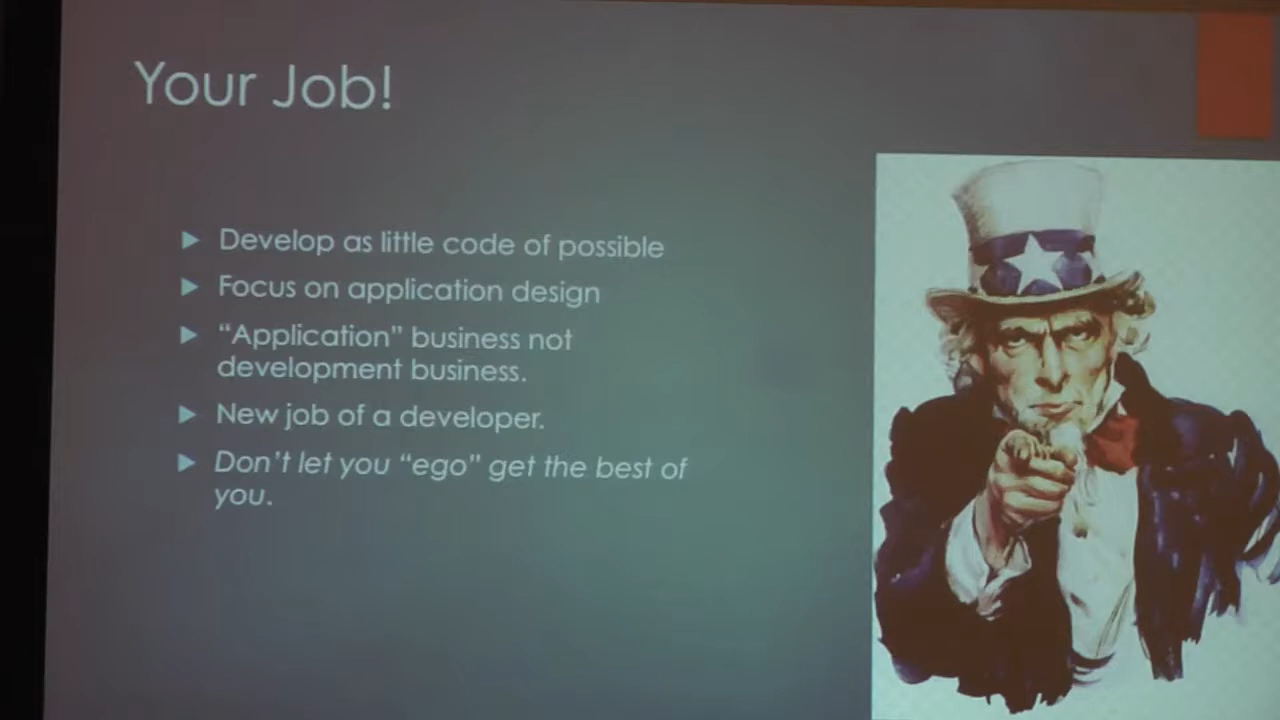 Your Job!
Develop as little code of possible
Focus on application design
“Application” business not
development business.
New job of a developer.
Don’t let you “ego” get the best of
you.